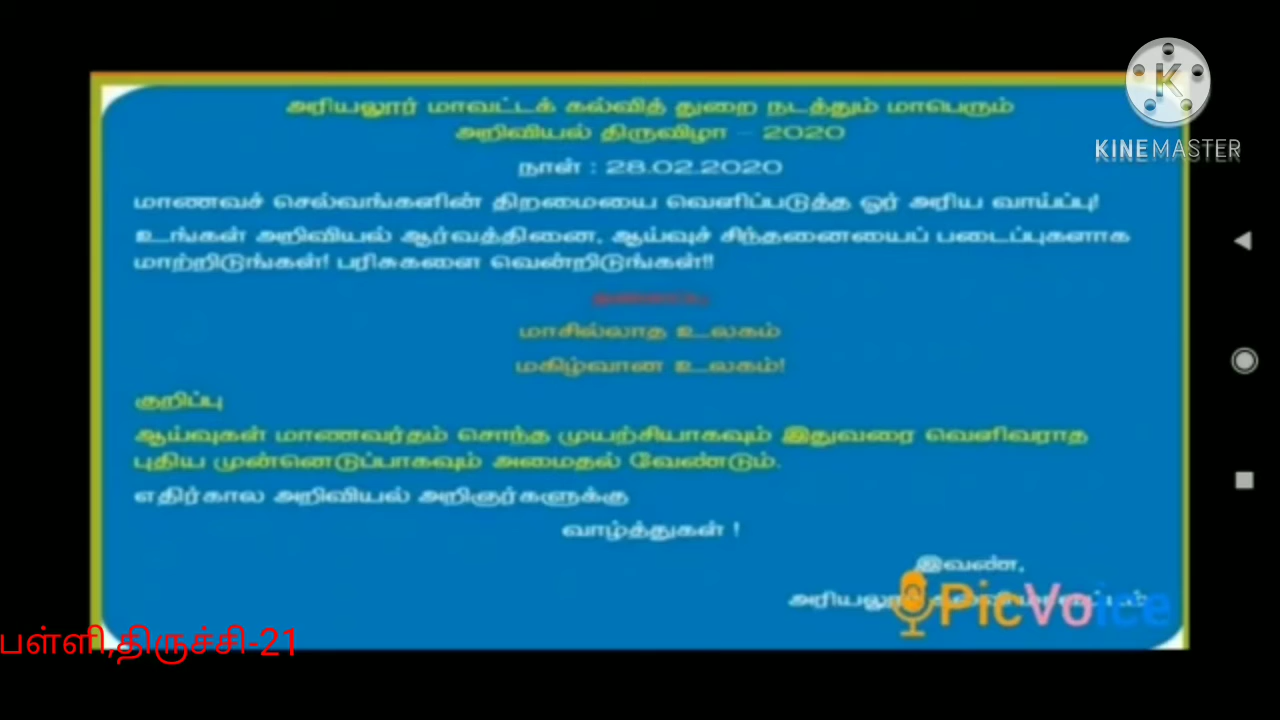 அரியலூர் மாவட்டக் கல்வித் துறை நடத்தும் மாபெரும்
அறிவியல் திருவிழா – 2020
நாள் : 28.02.2020
மாணவச் செல்வங்களின் திறமையை வெளிப்படுத்த ஓர் அரிய வாய்ப்பு!
உங்கள் அறிவியல் ஆர்வத்தினை, ஆய்வுச் சிந்தனையைப் படைப்புகளாக
மாற்றிடுங்கள்! பரிசுகளை வென்றிடுங்கள்!!
மாசில்லாத உலகம்
மகிழ்வான உலகம்!
குறிப்பு
ஆய்வுகள் மாணவர்தம் சொந்த முயற்சியாகவும் இதுவரை வெளிவராத
புதிய முன்னெடுப்பாகவும் அமைதல் வேண்டும்.
எதிர்கால அறிவியல் அறிஞர்களுக்கு
வாழ்த்துகள் !
இவண்,
PicVoice
பள்ளி,திருச்சி-21
K
KINEMASTER